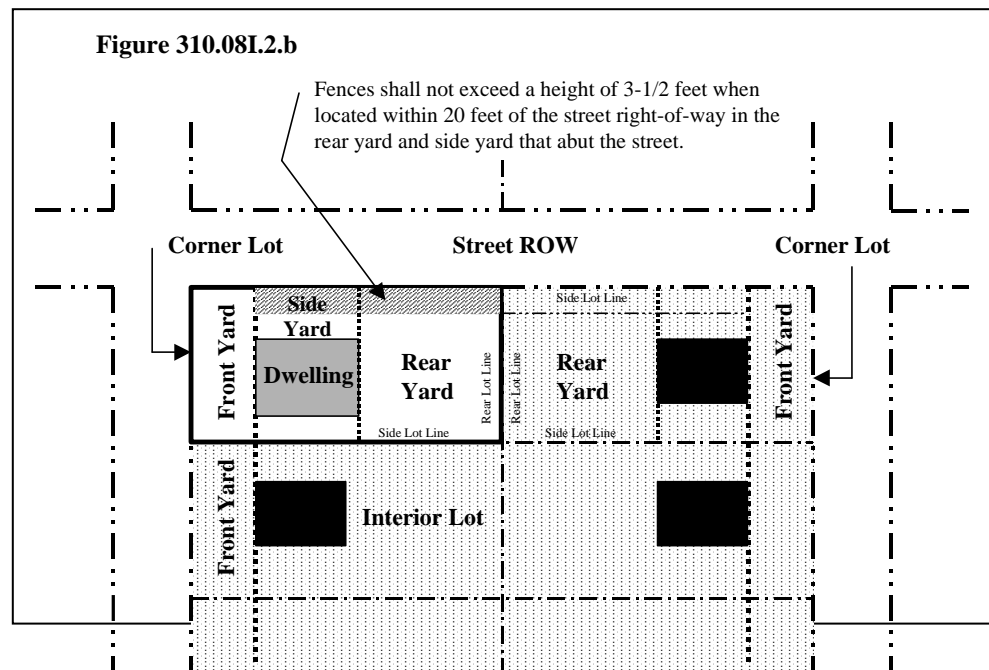 Figure 310.08I.2.b
Fences shall not exceed a height of 3-1/2 feet when
located within 20 feet of the street right-of-way in the
rear yard and side yard that abut the street.
Corner Lot
Street ROW
Corner Lot
Side
Yard
Side Lot Line
Front Yard
Dwelling
Rear
Yard
Rear Lot Line
Rear Lot Line
Rear
Yard
Front Yard
Side Lot Line
Side Lot Line
Front Yard
Interior Lot